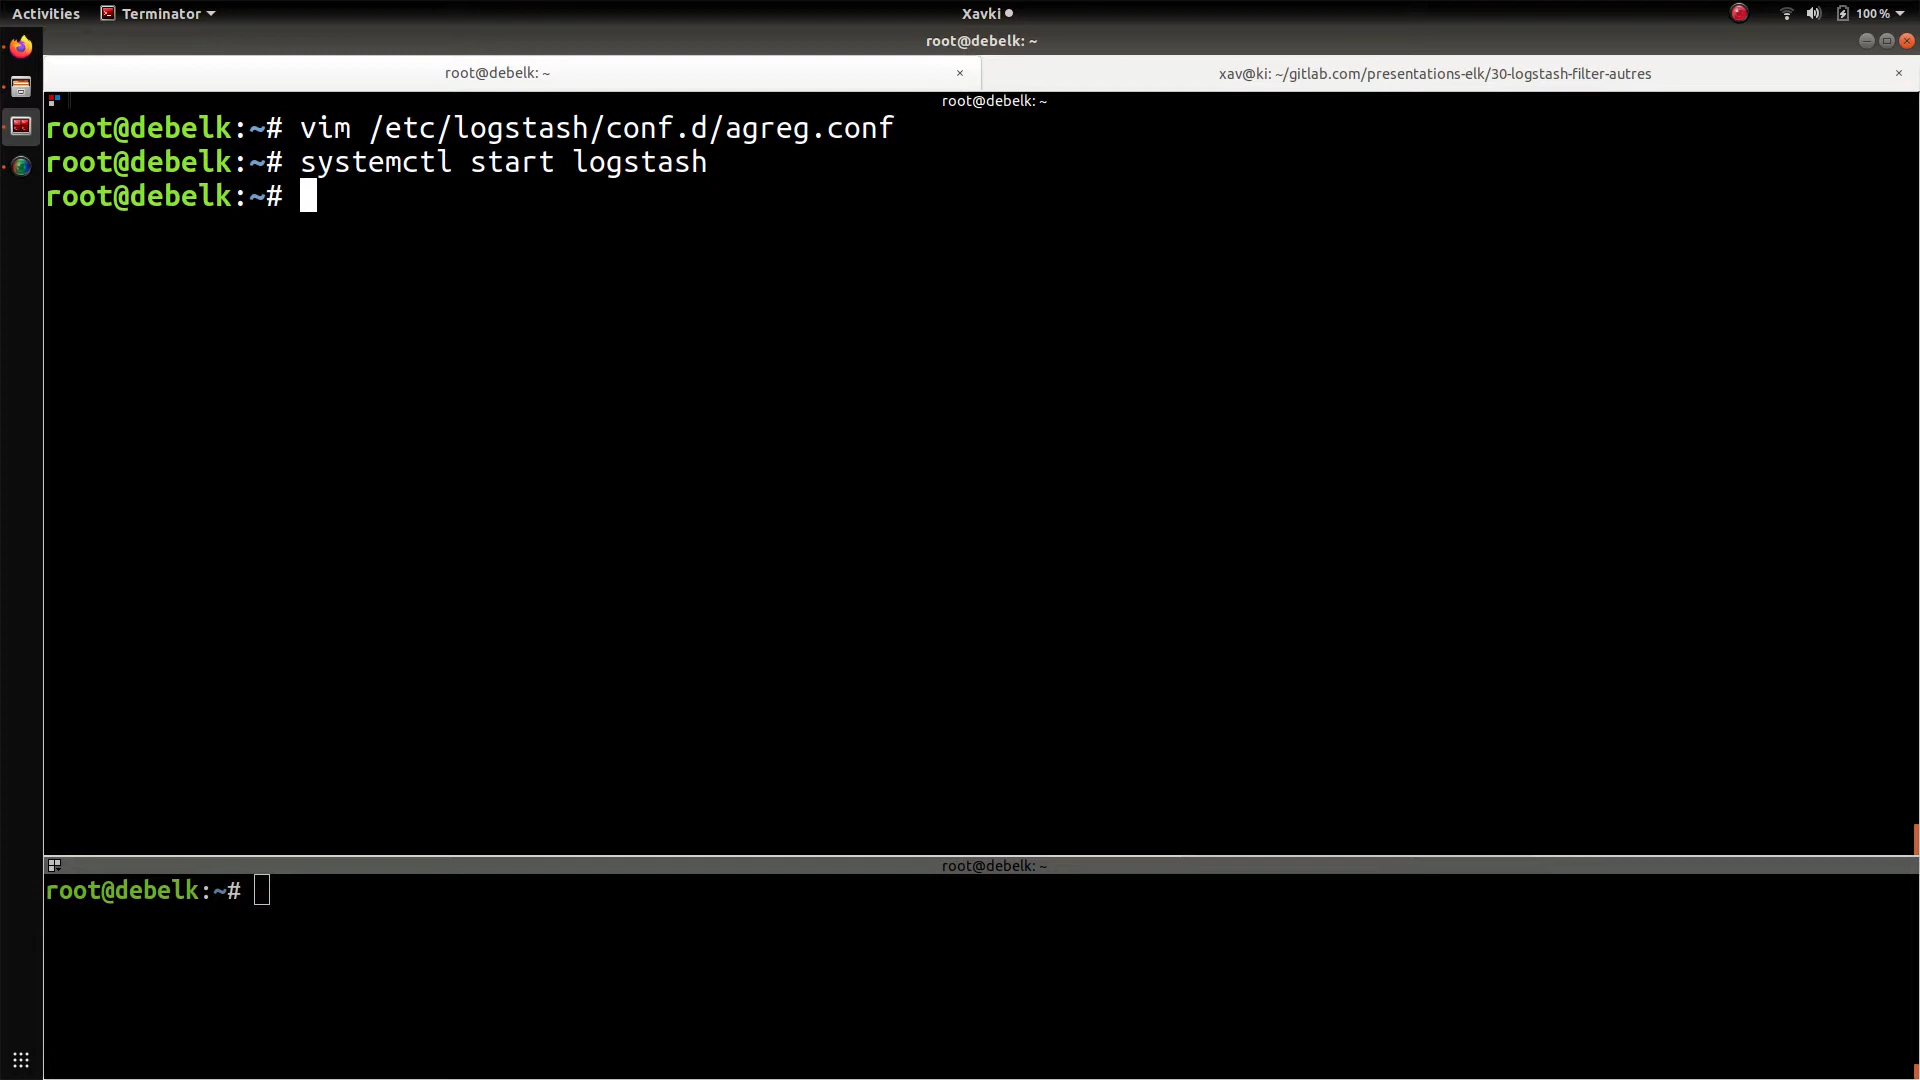 Activities
Terminator
Xavki
100 %
root@debelk: ~
root@debelk: ~
×
xav@ki: ~/gitlab.com/presentations-elk/30-logstash-filter-autres
×
root@debelk: ~
root@debelk:~# vim /etc/logstash/conf.d/agreg.conf
root@debelk:~# systemctl start logstash
root@debelk:~#
root@debelk: ~
root@debelk:~#